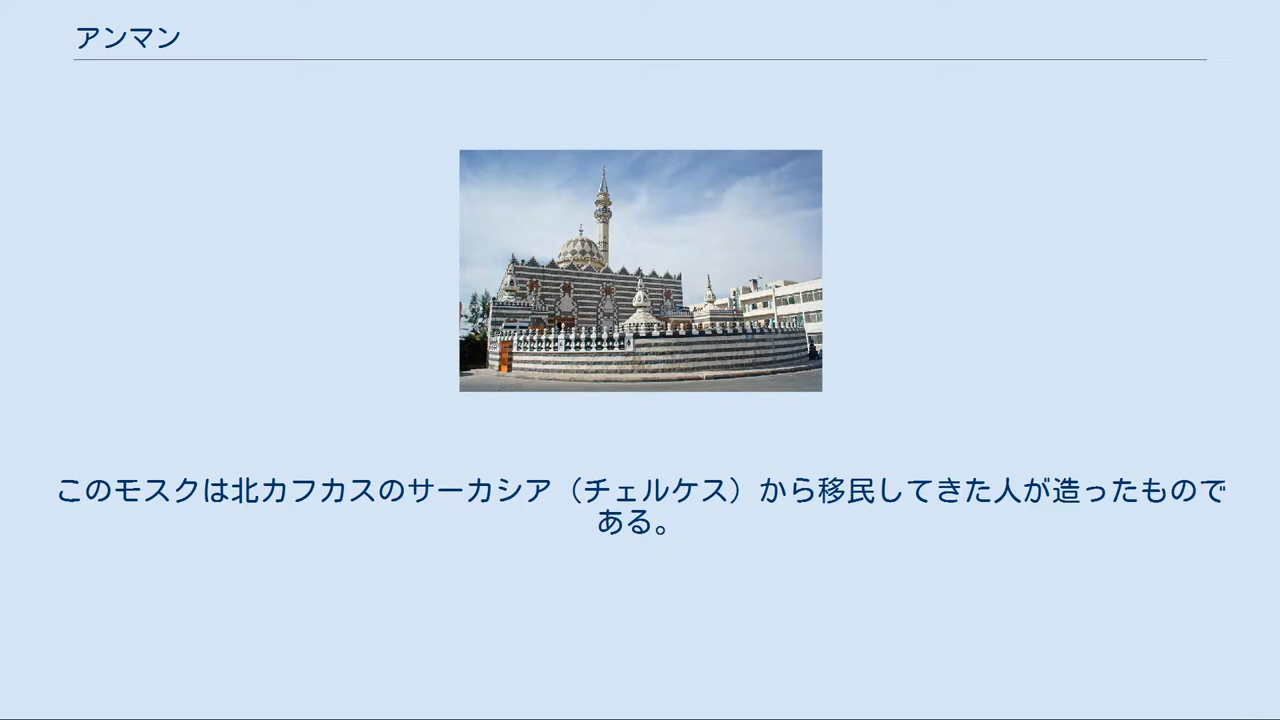 アンマン
このモスクは北カフカスのサーカシア（チェルケス）から移民してきた人が造ったもので
ある。